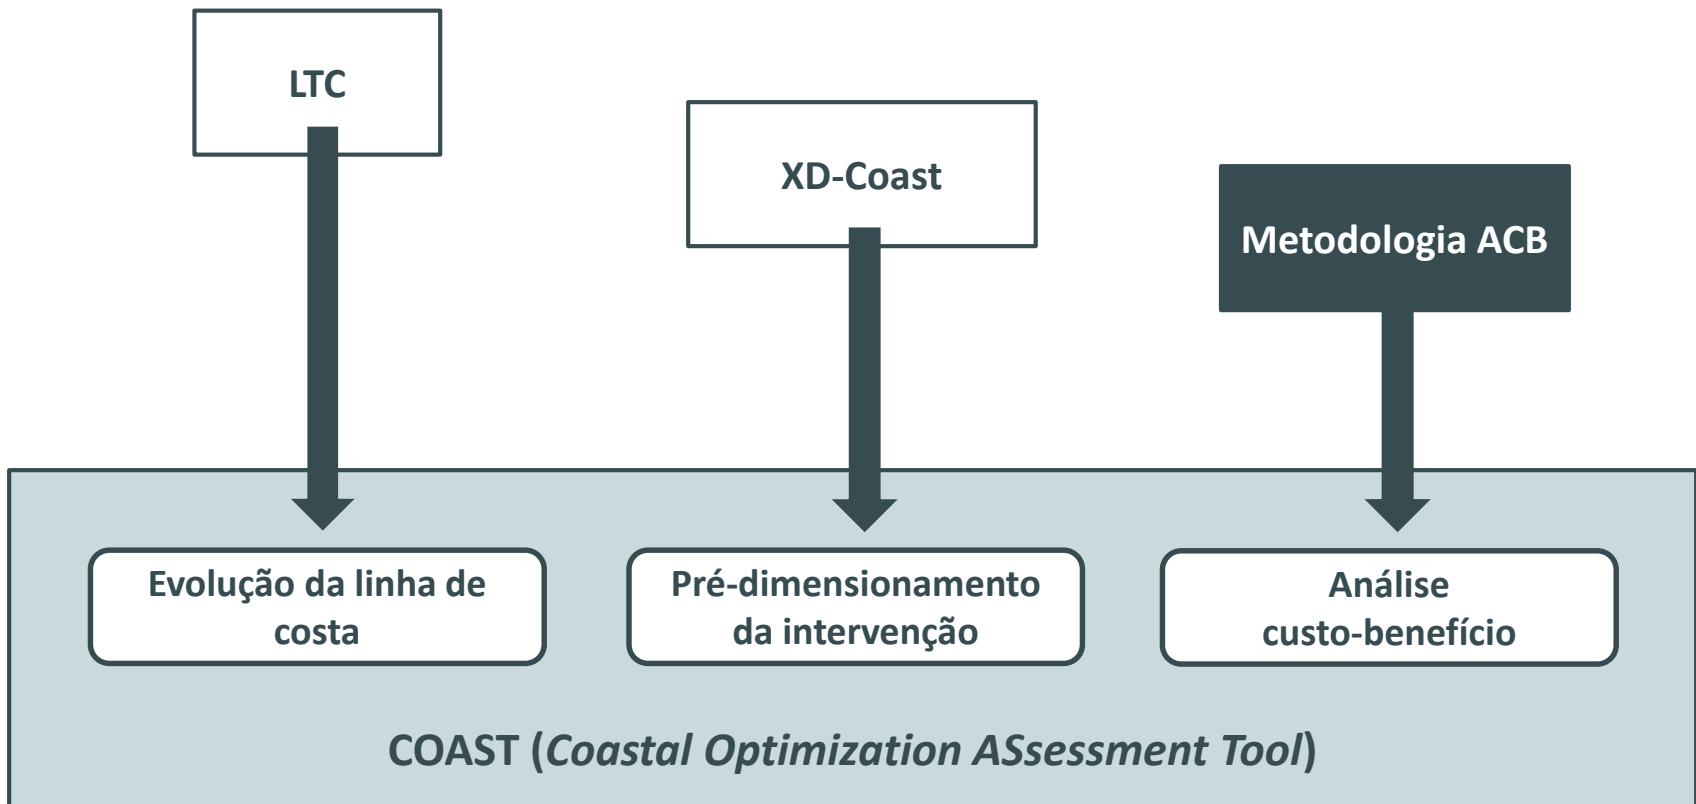 LTC
XD-Coast
Metodologia ACB
Evolução da linha de
costa
Pré-dimensionamento
da intervenção
Análise
custo-benefício
COAST (Coastal Optimization ASsessment Tool)